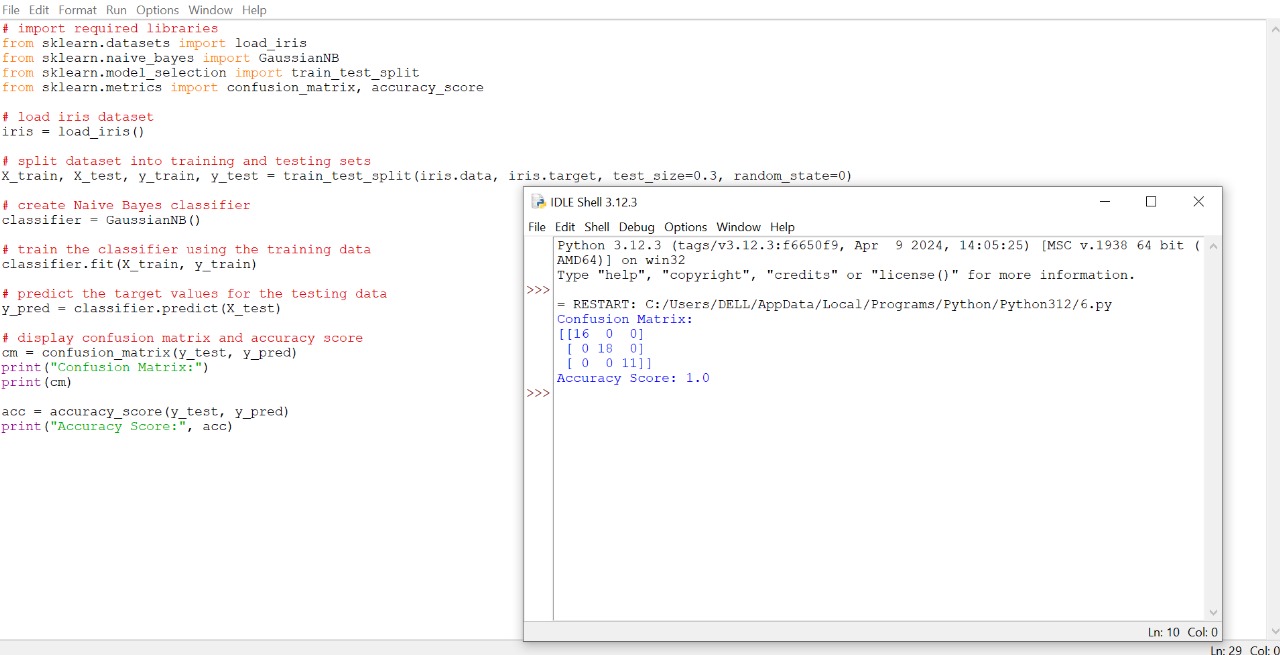 File Edit Format Run Options Window Help
# import required libraries
from sklearn.datasets import load_iris
from sklearn.naive_bayes import GaussianNB
from sklearn.model_selection import train_test_split
from sklearn.metrics import confusion_matrix, accuracy_score
# load iris dataset
iris = load_iris()
# split dataset into training and testing sets
X_train, X_test, y_train, y_test = train_test_split(iris.data, iris.target, test_size=0.3, random_state=0)
# create Naive Bayes classifier
classifier = GaussianNB()
# train the classifier using the training data
classifier.fit(X_train, y_train)
# predict the target values for the testing data
y_pred = classifier.predict(X_test)
# display confusion matrix and accuracy score
cm = confusion_matrix(y_test, y_pred)
print("Confusion Matrix:")
print(cm)
acc = accuracy_score(y_test, y_pred)
print("Accuracy Score:", acc)
IDLE Shell 3.12.3
File Edit Shell Debug Options Window Help
Python 3.12.3 (tags/v3.12.3:f6650f9, Apr  9 2024, 14:05:25) [MSC v.1938 64 bit (
AMD64)] on win32
Type "help", "copyright", "credits" or "license()" for more information.
>>>
= RESTART: C:/Users/DELL/AppData/Local/Programs/Python/Python312/6.py
Confusion Matrix:
[[16  0  0]
 [ 0 18  0]
 [ 0  0 11]]
Accuracy Score: 1.0
>>>
Ln: 10 Col: 0
Ln: 29 Col: 0